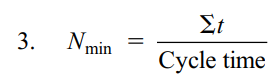 3. N_min = Σt / Cycle time